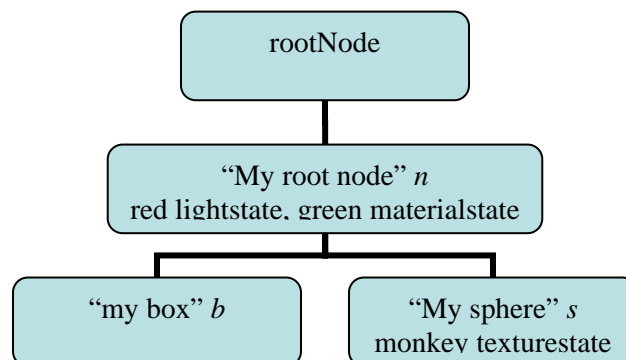 rootNode
“My root node” n
red lightstate, green materialstate
“my box” b
“My sphere” s
monkey texturestate